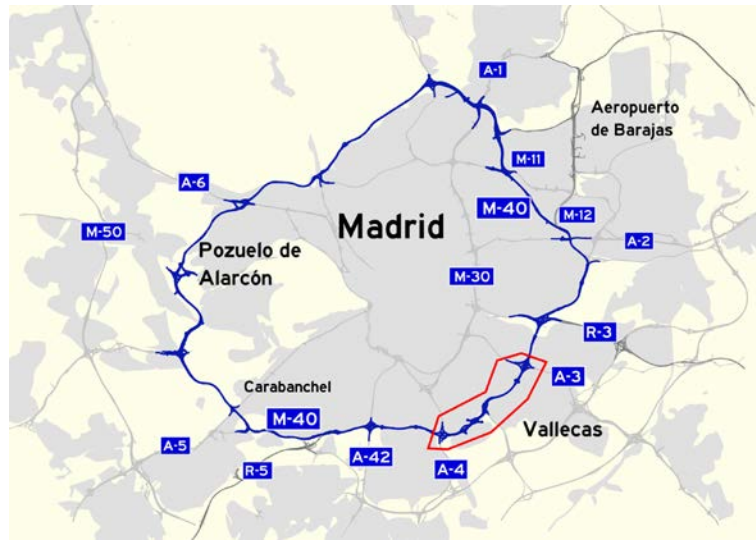 A-1
Aeropuerto
de Barajas
M-11
A-6
M-40
Madrid
M-12
M-50
A-2
Pozuelo de
Alarcón
M-30
R-3
A-3
Carabanchel
M-40
Vallecas
A-5
A-42
R-5
A-4